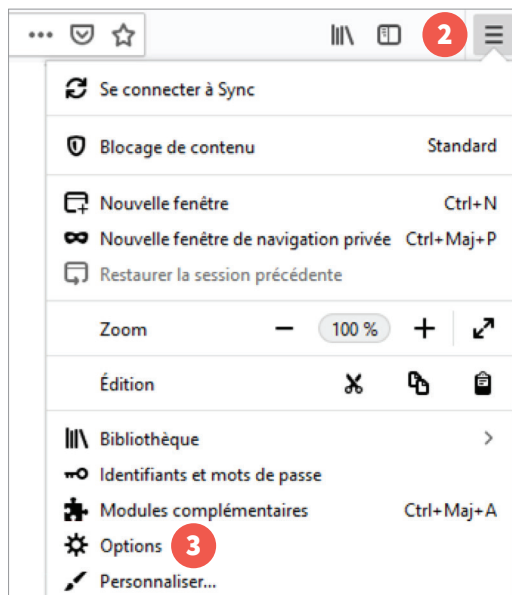 2
Se connecter à Sync
Blocage de contenu Standard
Nouvelle fenêtre Ctrl+N
Nouvelle fenêtre de navigation privée Ctrl+Maj+P
Restaurer la session précédente
Zoom − 100 % +
Édition
Bibliothèque >
Identifiants et mots de passe
Modules complémentaires Ctrl+Maj+A
Options 3
Personnaliser...